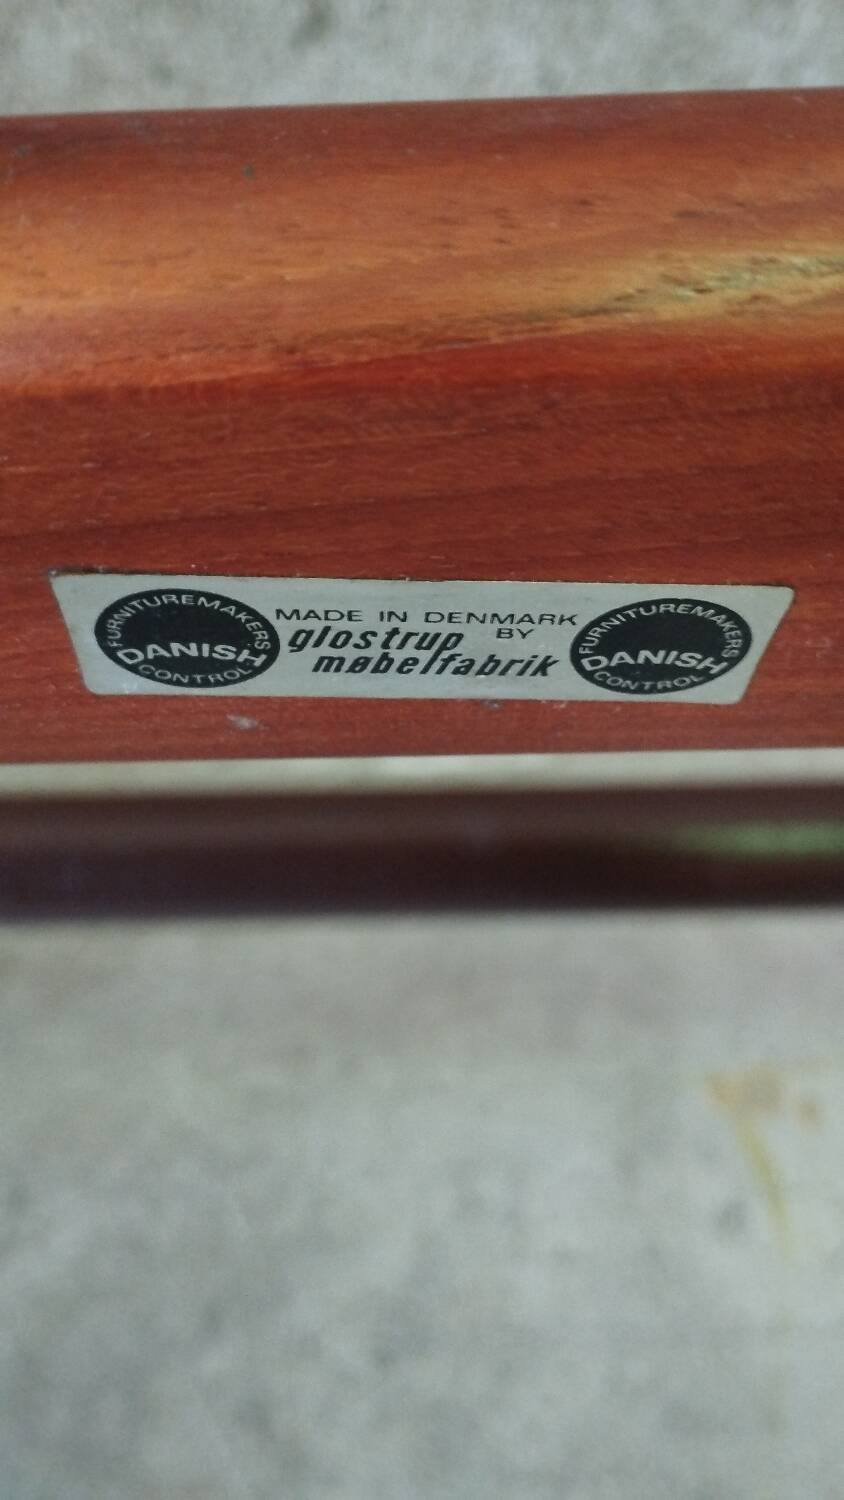 FURNITUREMAKERS
DANISH
CONTROL
MADE IN DENMARK
BY
glostrup
møbelfabrik
FURNITUREMAKERS
DANISH
CONTROL